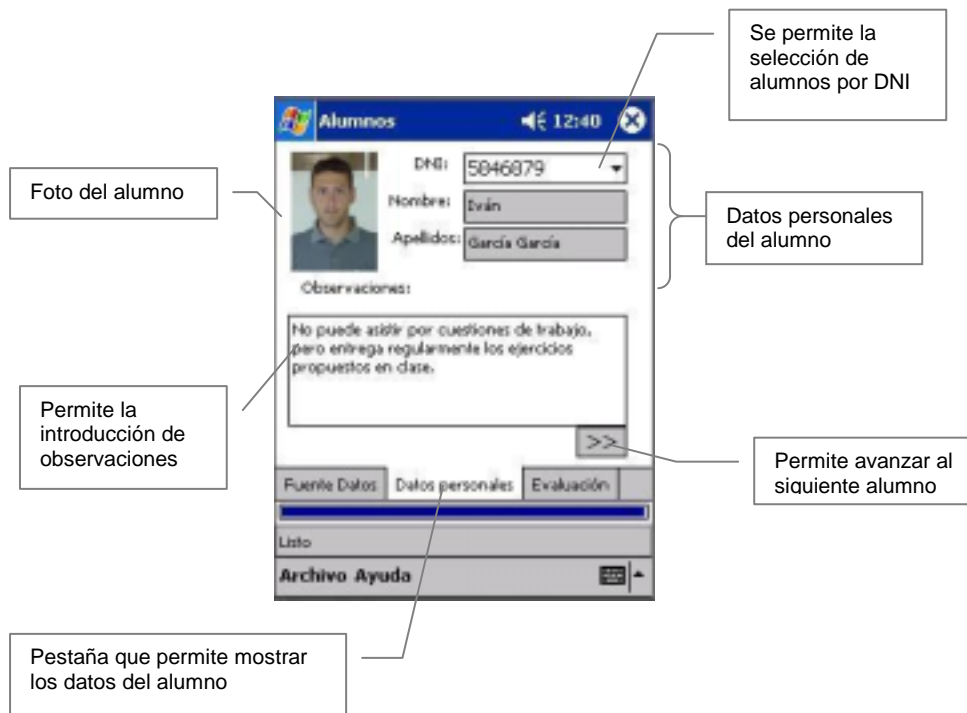 Se permite la
selección de
alumnos por DNI
Alumnos 12:40
Foto del alumno
DNI: 5846879
Nombre: Iván
Apellidos: García García
Datos personales
del alumno
Observaciones:
No puede asistir por cuestiones de trabajo,
pero entrega regularmente los ejercicios
propuestos en clase.
Permite la
introducción de
observaciones
>>
Permite avanzar al
siguiente alumno
Fuente Datos Datos personales Evaluación
Listo
Archivo Ayuda
Pestaña que permite mostrar
los datos del alumno